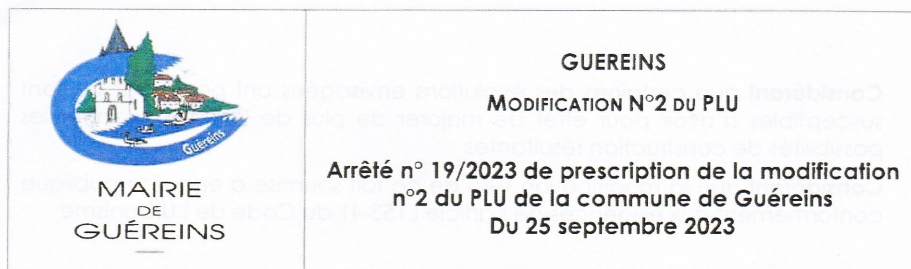 Guéreins
MAIRIE
DE
GUÉREINS
GUEREINS
MODIFICATION N°2 DU PLU
Arrêté n° 19/2023 de prescription de la modification
n°2 du PLU de la commune de Guéreins
Du 25 septembre 2023